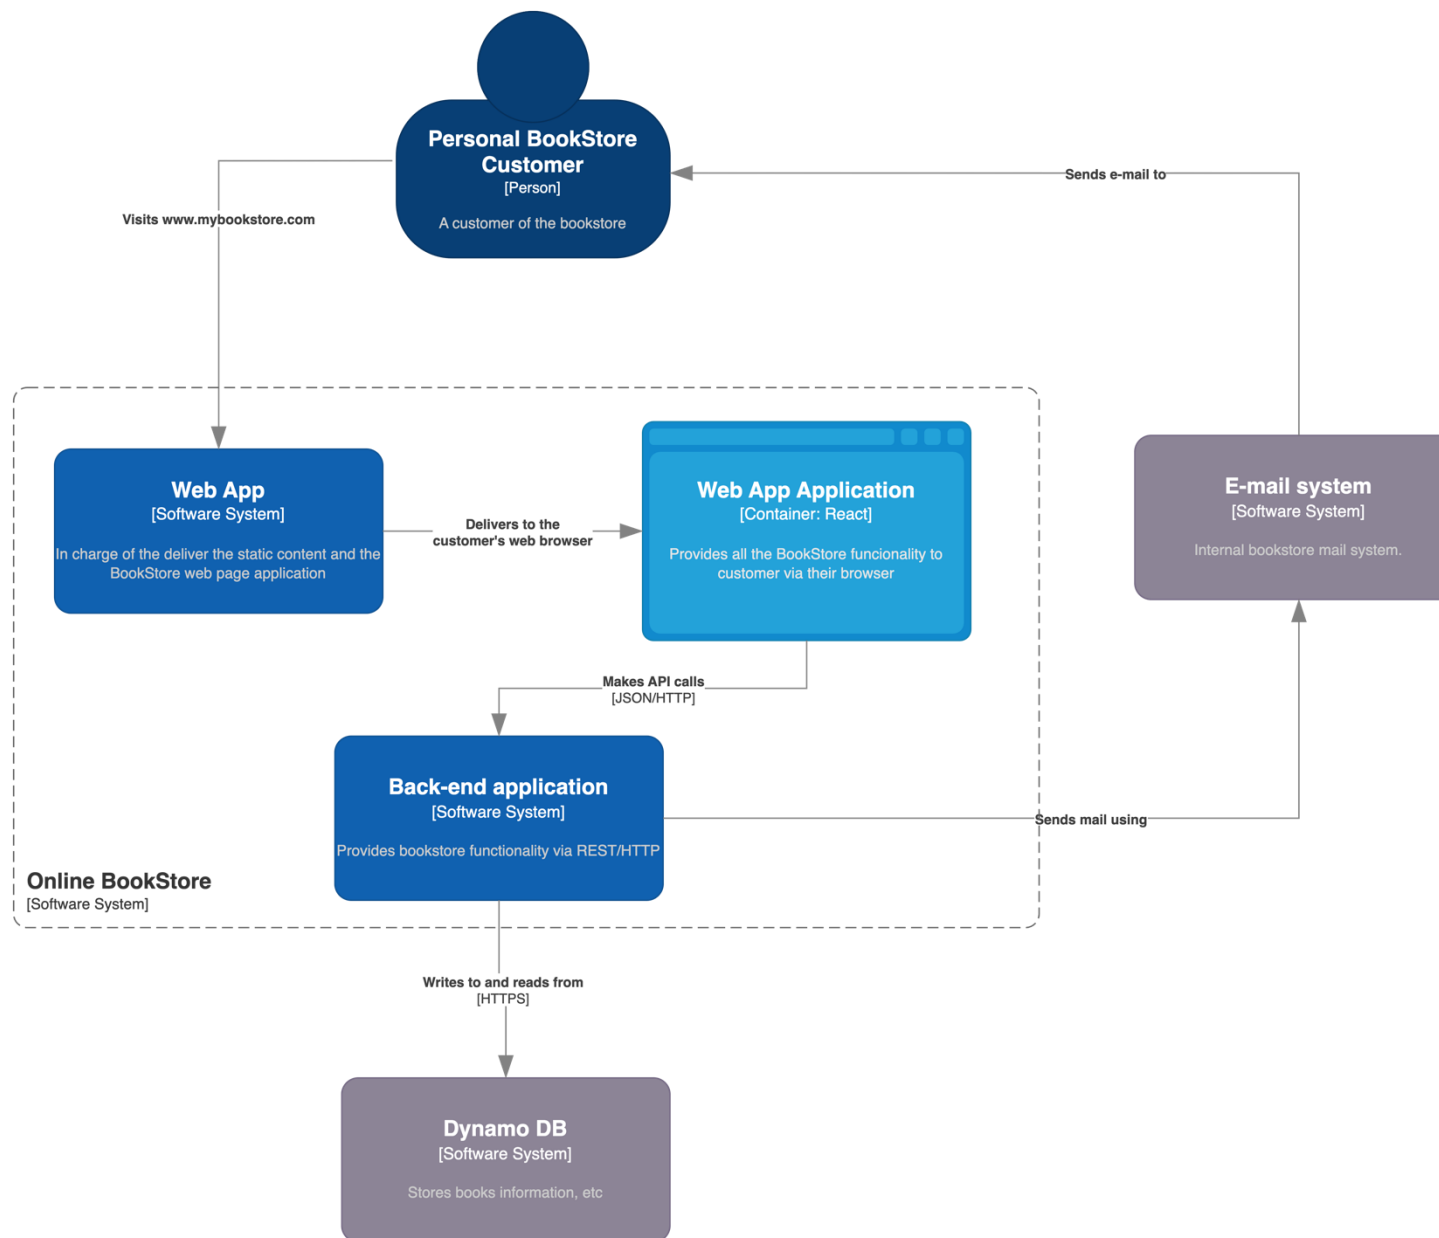 Personal BookStore
Customer
[Person]
A customer of the bookstore
Sends e-mail to
Visits www.mybookstore.com
Web App
[Software System]
In charge of the deliver the static content and the
BookStore web page application
Delivers to the
customer's web browser
Web App Application
[Container: React]
Provides all the BookStore funcionality to
customer via their browser
E-mail system
[Software System]
Internal bookstore mail system.
Makes API calls
[JSON/HTTP]
Back-end application
[Software System]
Provides bookstore functionality via REST/HTTP
Sends mail using
Online BookStore
[Software System]
Writes to and reads from
[HTTPS]
Dynamo DB
[Software System]
Stores books information, etc